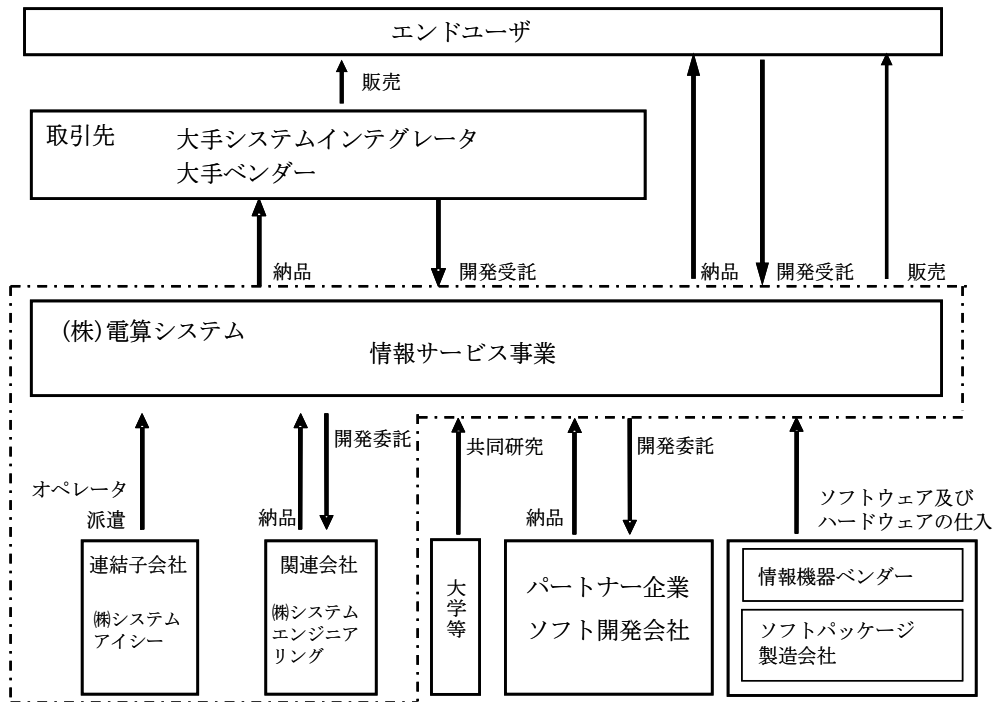 エンドユーザ
販売
取引先 大手システムインテグレータ
大手ベンダー
納品
開発受託
納品
開発受託
販売
(株)電算システム
情報サービス事業
オペレータ
派遣
納品
開発委託
共同研究
納品
開発委託
ソフトウェア及び
ハードウェアの仕入
連結子会社
㈱システム
アイシー
関連会社
㈱システム
エンジニア
リング
大学等
パートナー企業
ソフト開発会社
情報機器ベンダー
ソフトパッケージ
製造会社